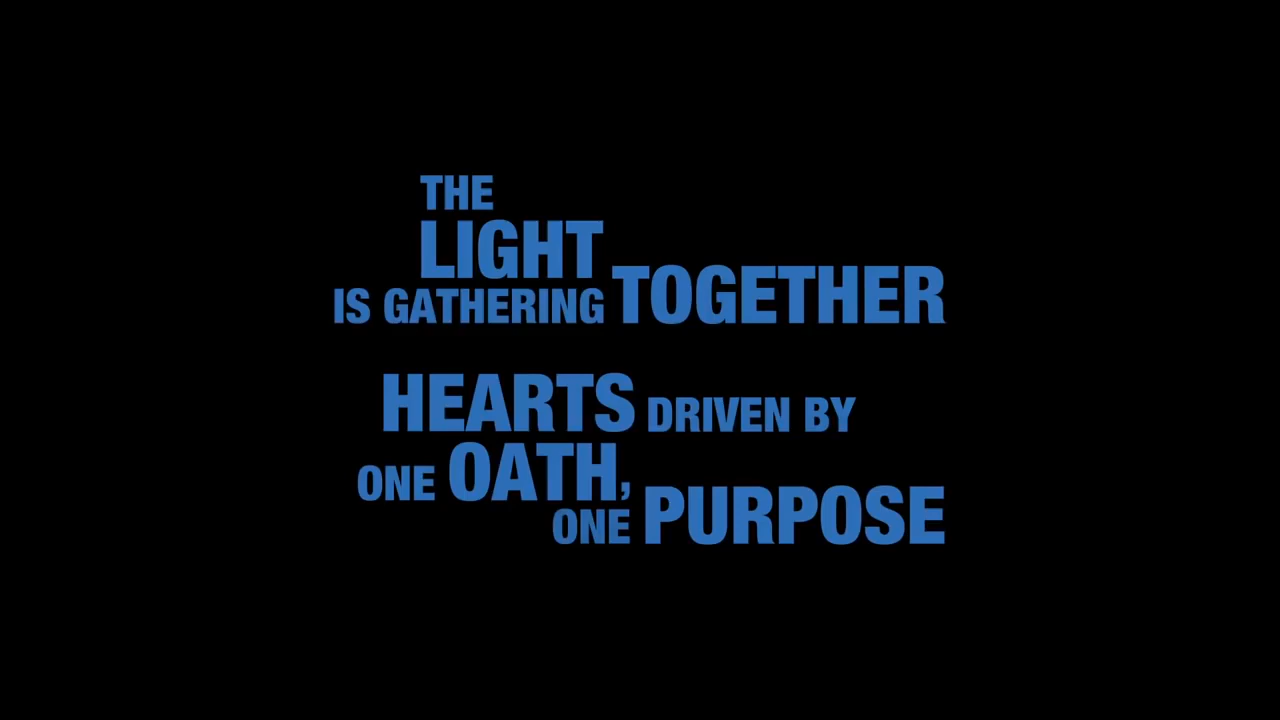 THE
LIGHT
IS GATHERING TOGETHER
HEARTS DRIVEN BY
ONE OATH,
ONE PURPOSE